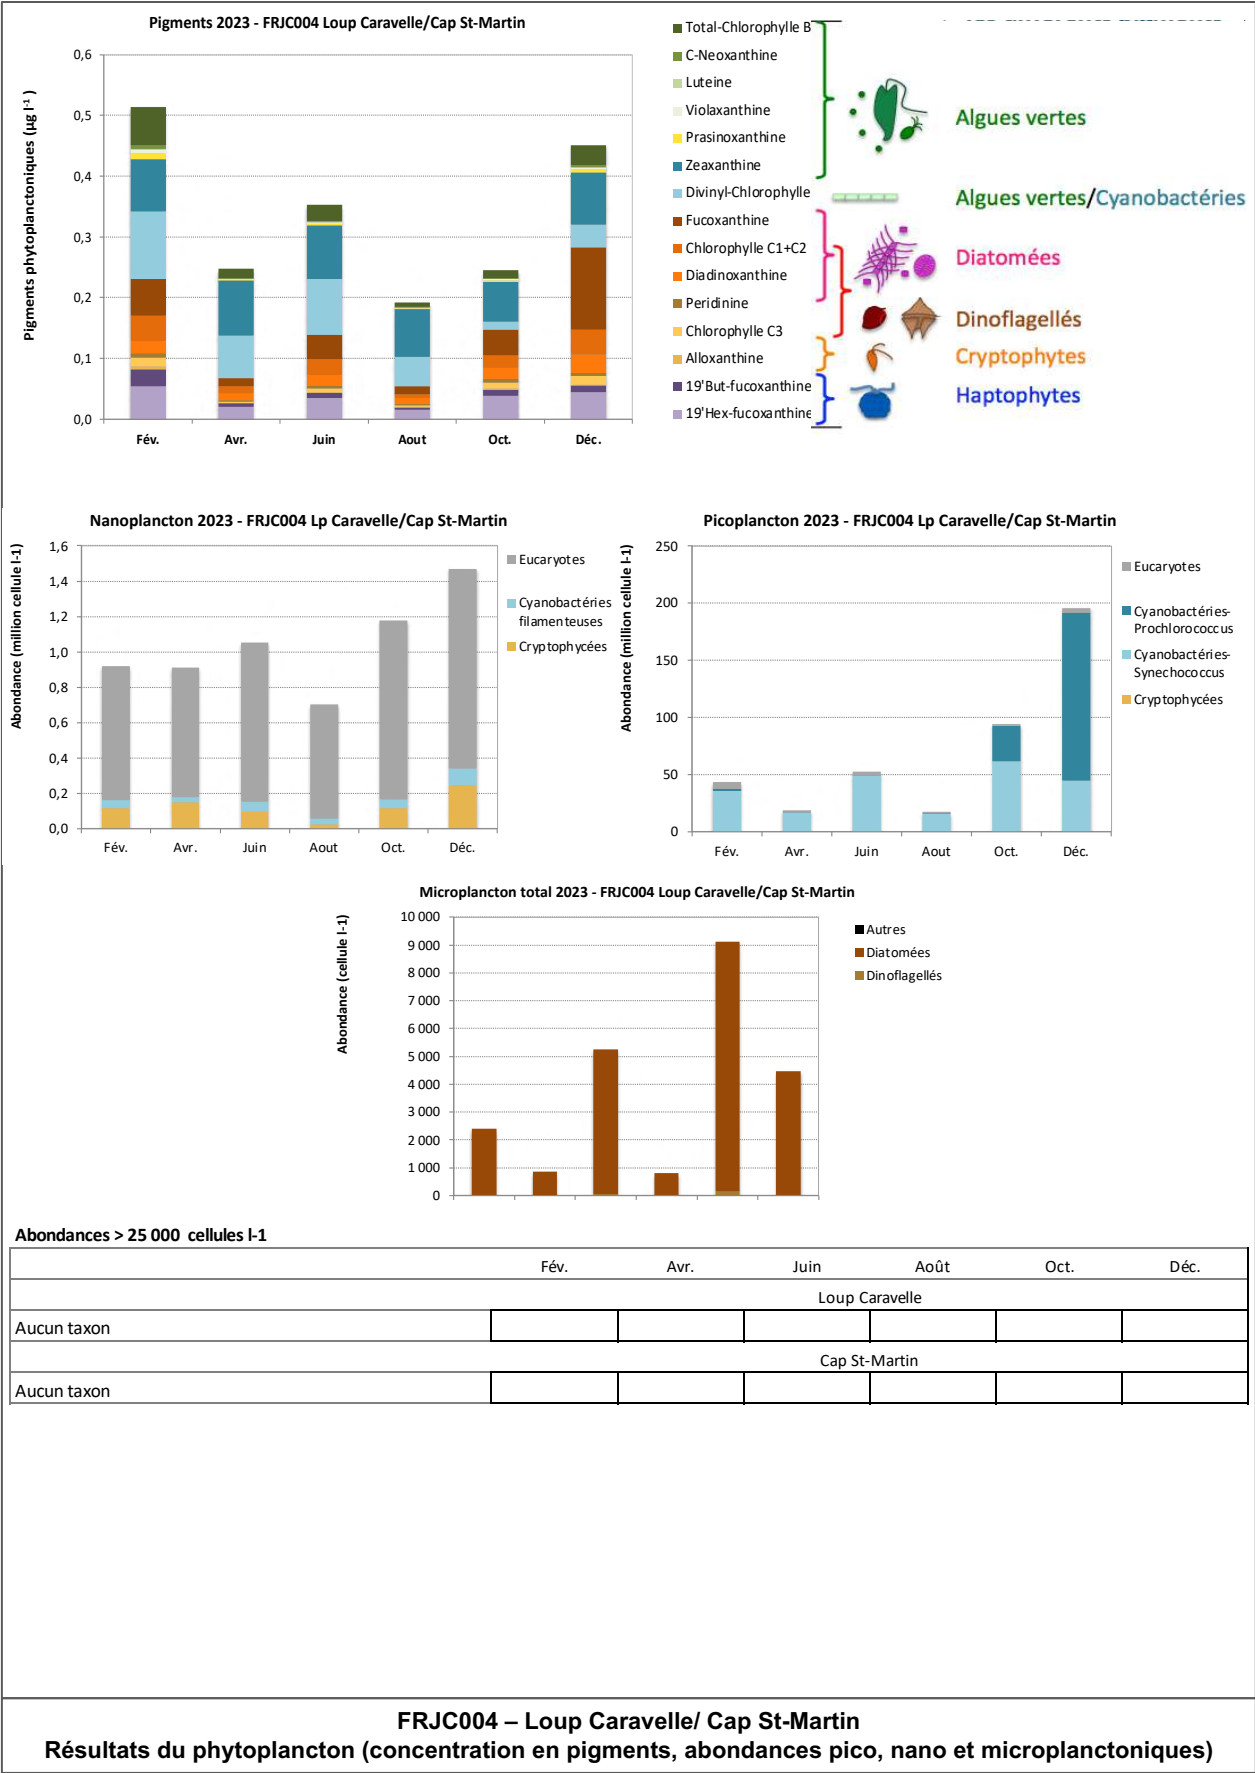 Pigments 2023 - FRJC004 Loup Caravelle/Cap St-Martin
Pigments phytoplanctoniques (µg l-1 )
0,6
0,5
0,4
0,3
0,2
0,1
0,0
Fév.
Avr.
Juin
Aout
Oct.
Déc.
Total-Chlorophylle B
C-Neoxanthine
Luteine
Violaxanthine
Prasinoxanthine
Zeaxanthine
Divinyl-Chlorophylle
Fucoxanthine
Chlorophylle C1+C2
Diadinoxanthine
Peridinine
Chlorophylle C3
Alloxanthine
19'But-fucoxanthine
19'Hex-fucoxanthine
Algues vertes
Algues vertes/Cyanobactéries
Diatomées
Dinoflagellés
Cryptophytes
Haptophytes
Nanoplancton 2023 - FRJC004 Lp Caravelle/Cap St-Martin
Abondance (million cellule l-1)
1,6
1,4
1,2
1,0
0,8
0,6
0,4
0,2
0,0
Fév.
Avr.
Juin
Aout
Oct.
Déc.
Eucaryotes
Cyanobactéries
filamenteuses
Cryptophycées
Picoplancton 2023 - FRJC004 Lp Caravelle/Cap St-Martin
Abondance (million cellule l-1)
250
200
150
100
50
0
Fév.
Avr.
Juin
Aout
Oct.
Déc.
Eucaryotes
Cyanobactéries-
Prochlorococcus
Cyanobactéries-
Synechococcus
Cryptophycées
Microplancton total 2023 - FRJC004 Loup Caravelle/Cap St-Martin
Abondance (cellule l-1)
10 000
9 000
8 000
7 000
6 000
5 000
4 000
3 000
2 000
1 000
0
Autres
Diatomées
Dinoflagellés
Abondances > 25 000 cellules l-1
Fév. Avr. Juin Août Oct. Déc.
Loup Caravelle
Aucun taxon
Cap St-Martin
Aucun taxon
FRJC004 – Loup Caravelle/ Cap St-Martin
Résultats du phytoplancton (concentration en pigments, abondances pico, nano et microplanctoniques)